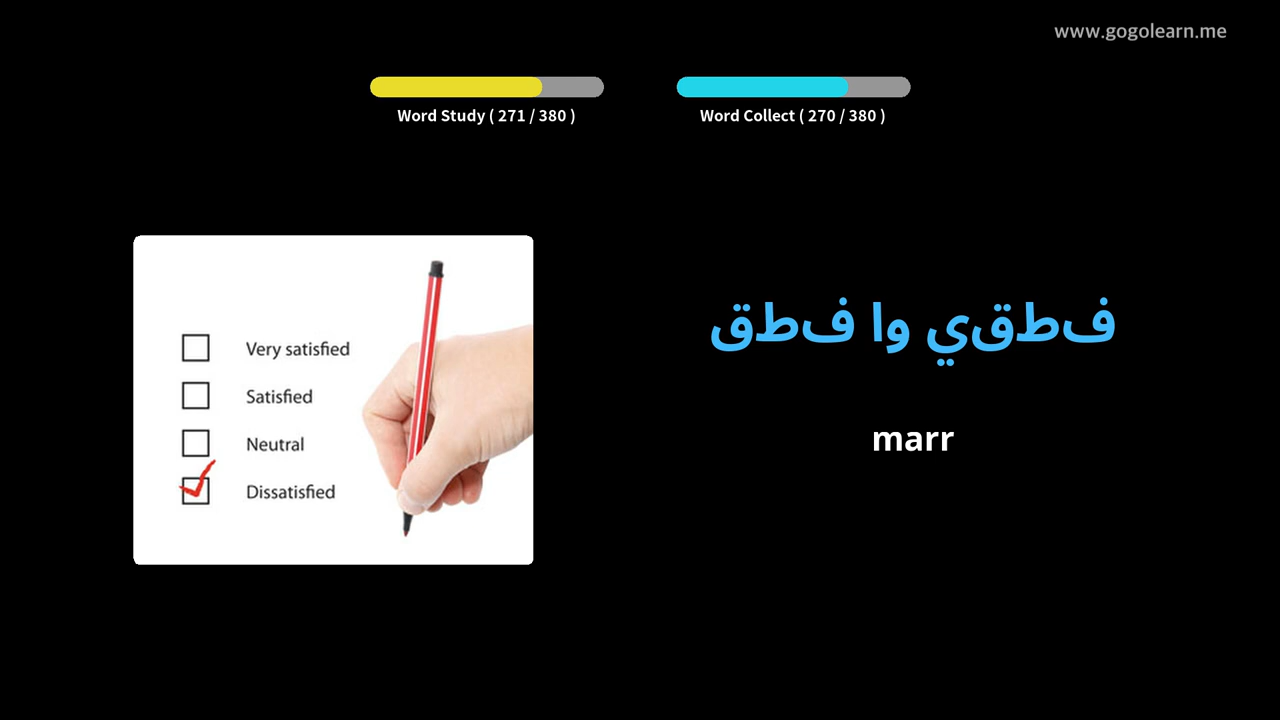 www.gogolearn.me
Word Study ( 271 / 380 )
Word Collect ( 270 / 380 )
Very satisfied
Satisfied
Neutral
Dissatisfied
فطقي وا فطق
marr